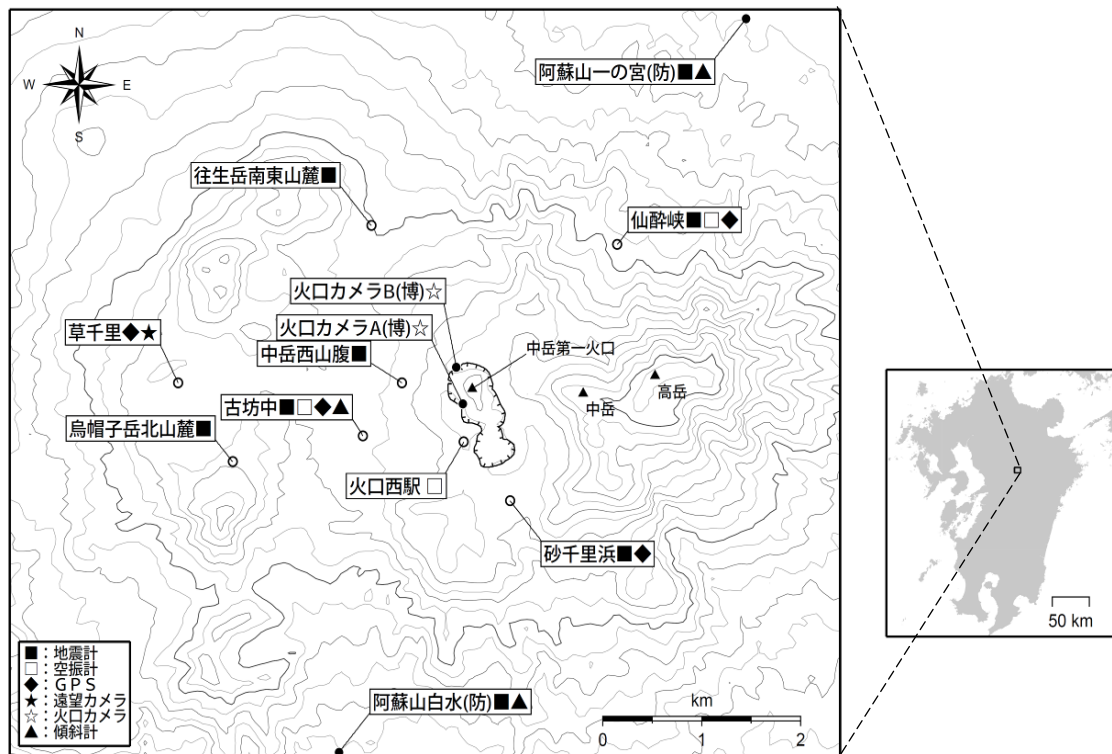 N
W
E
S
阿蘇山一の宮(防)■▲
往生岳南東山麓■
仙酔峡■□◆
火口カメラB(博)☆
火口カメラA(博)☆
草千里◆★
中岳西山腹■
中岳第一火口
高岳
中岳
古坊中■□◆▲
烏帽子岳北山麓■
火口西駅 □
砂千里浜■◆
■：地震計
□：空振計
◆：ＧＰＳ
★：遠望カメラ
☆：火口カメラ
▲：傾斜計
阿蘇山白水(防)■▲
km
0 1 2
50 km